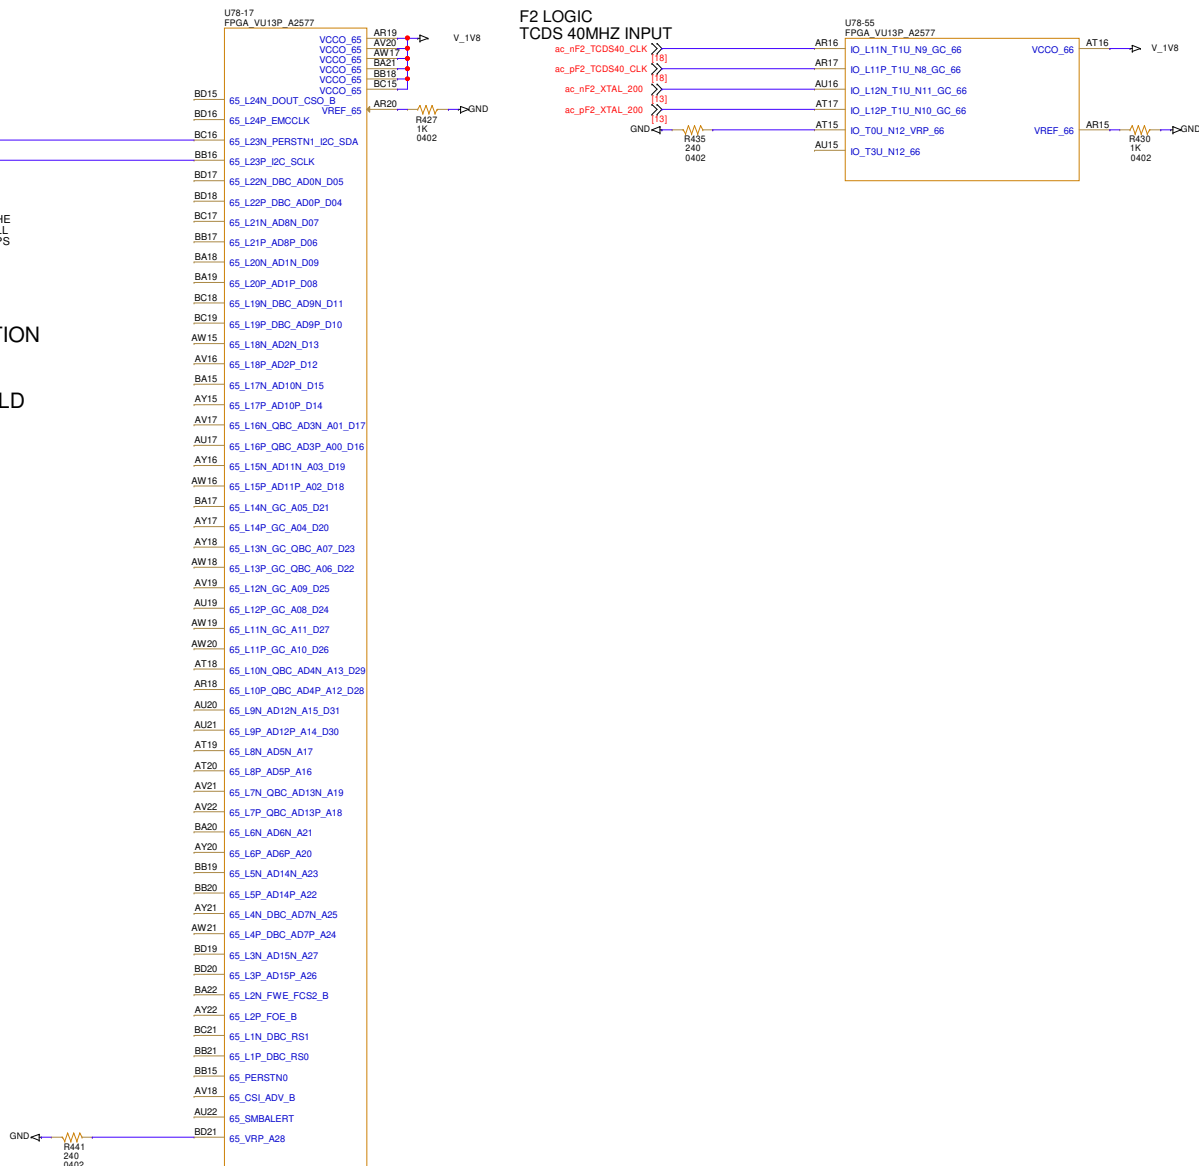 U78-17
FPGA_VU13P_A2577
VCCO_65 AR19 V_1V8
VCCO_65 AV20
VCCO_65 AW17
VCCO_65 BA21
VCCO_65 BB18
VCCO_65 BC15
VREF_65 AR20 GND
R427
1K
0402
BD15 65_L24N_DOUT_CSO_B
BD16 65_L24P_EMCCLK
BC16 65_L23N_PERSTN1_I2C_SDA
BB16 65_L23P_I2C_SCLK
BD17 65_L22N_DBC_AD0N_D05
BD18 65_L22P_DBC_AD0P_D04
BC17 65_L21N_AD8N_D07
BB17 65_L21P_AD8P_D06
BA18 65_L20N_AD1N_D09
BA19 65_L20P_AD1P_D08
BC18 65_L19N_DBC_AD9N_D11
BC19 65_L19P_DBC_AD9P_D10
AW15 65_L18N_AD2N_D13
AV16 65_L18P_AD2P_D12
BA15 65_L17N_AD10N_D15
AY15 65_L17P_AD10P_D14
AV17 65_L16N_QBC_AD3N_A01_D17
AU17 65_L16P_QBC_AD3P_A00_D16
AY16 65_L15N_AD11N_A03_D19
AW16 65_L15P_AD11P_A02_D18
BA17 65_L14N_GC_A05_D21
AY17 65_L14P_GC_A04_D20
AY18 65_L13N_GC_QBC_A07_D23
AW18 65_L13P_GC_QBC_A06_D22
AV19 65_L12N_GC_A09_D25
AU19 65_L12P_GC_A08_D24
AW19 65_L11N_GC_A11_D27
AW20 65_L11P_GC_A10_D26
AT18 65_L10N_QBC_AD4N_A13_D29
AR18 65_L10P_QBC_AD4P_A12_D28
AU20 65_L9N_AD12N_A15_D31
AU21 65_L9P_AD12P_A14_D30
AT19 65_L8N_AD5N_A17
AT20 65_L8P_AD5P_A16
AV21 65_L7N_QBC_AD13N_A19
AV22 65_L7P_QBC_AD13P_A18
BA20 65_L6N_AD6N_A21
AY20 65_L6P_AD6P_A20
BB19 65_L5N_AD14N_A23
BB20 65_L5P_AD14P_A22
AY21 65_L4N_DBC_AD7N_A25
AW21 65_L4P_DBC_AD7P_A24
BD19 65_L3N_AD15N_A27
BD20 65_L3P_AD15P_A26
BA22 65_L2N_FWE_FCS2_B
AY22 65_L2P_FOE_B
BC21 65_L1N_DBC_RS1
BB21 65_L1P_DBC_RS0
BB15 65_PERSTN0
AV18 65_CSI_ADV_B
AU22 65_SMBALERT
GND BD21 65_VRP_A28
R441
240
0402
HE
LL
PS
TION
LD
F2 LOGIC
TCDS 40MHZ INPUT
ac_nF2_TCDS40_CLK [18]
ac_pF2_TCDS40_CLK [18]
ac_nF2_XTAL_200 [13]
ac_pF2_XTAL_200 [13]
GND
R435
240
0402
U78-55
FPGA_VU13P_A2577
AR16 IO_L11N_T1U_N9_GC_66 VCCO_66 AT16 V_1V8
AR17 IO_L11P_T1U_N8_GC_66
AU16 IO_L12N_T1U_N11_GC_66
AT17 IO_L12P_T1U_N10_GC_66
AT15 IO_T0U_N12_VRP_66 VREF_66 AR15 GND
AU15 IO_T3U_N12_66
R430
1K
0402